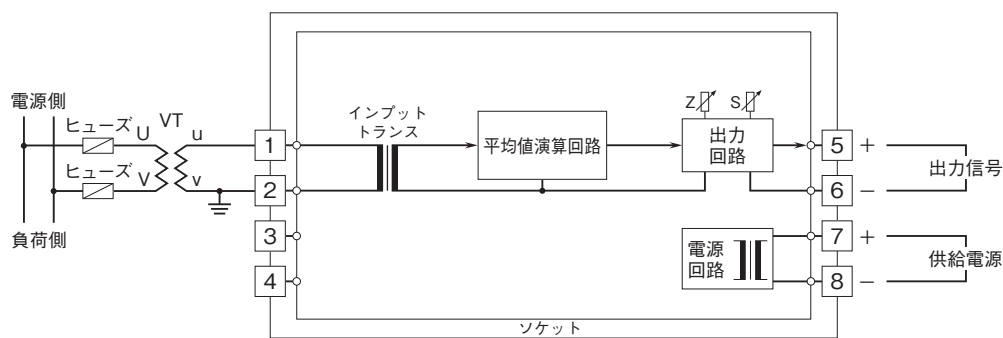 電源側
ヒューズ
U
VT
u
ヒューズ
V
v
負荷側
1
2
3
4
インプット
トランス
平均値演算回路
Z
S
出力
回路
電源
回路
5
+
6
−
出力信号
7
+
8
−
供給電源
ソケット